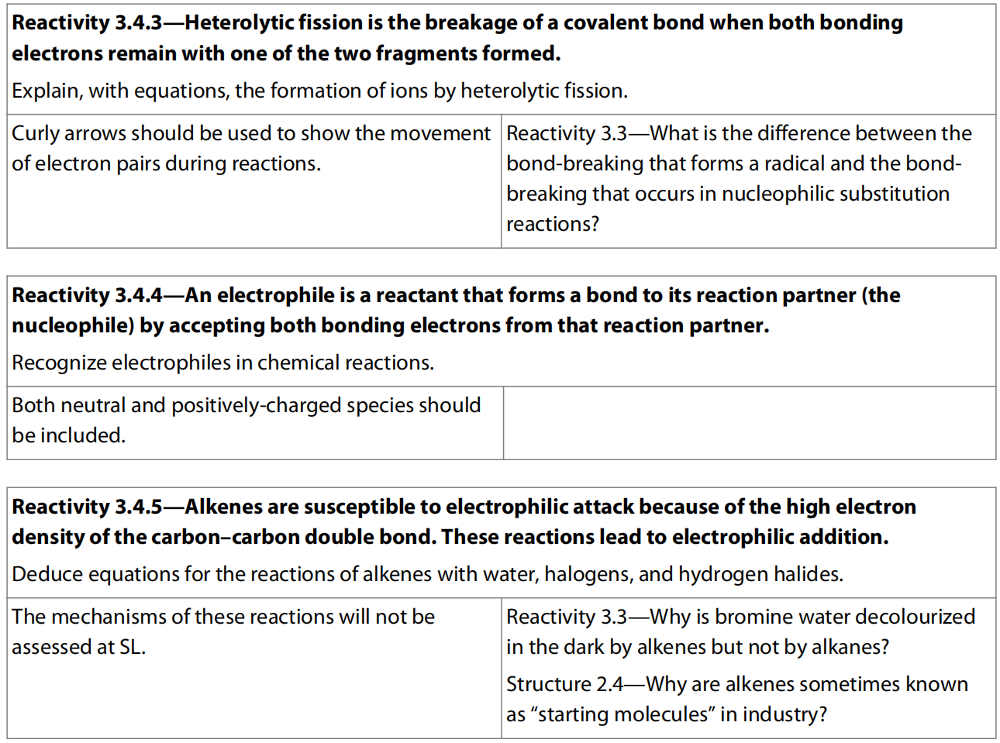 Reactivity 3.4.3—Heterolytic fission is the breakage of a covalent bond when both bonding
electrons remain with one of the two fragments formed.
Explain, with equations, the formation of ions by heterolytic fission.
Curly arrows should be used to show the movement
of electron pairs during reactions.
Reactivity 3.3—What is the difference between the
bond-breaking that forms a radical and the bond-
breaking that occurs in nucleophilic substitution
reactions?
Reactivity 3.4.4—An electrophile is a reactant that forms a bond to its reaction partner (the
nucleophile) by accepting both bonding electrons from that reaction partner.
Recognize electrophiles in chemical reactions.
Both neutral and positively-charged species should
be included.
Reactivity 3.4.5—Alkenes are susceptible to electrophilic attack because of the high electron
density of the carbon–carbon double bond. These reactions lead to electrophilic addition.
Deduce equations for the reactions of alkenes with water, halogens, and hydrogen halides.
The mechanisms of these reactions will not be
assessed at SL.
Reactivity 3.3—Why is bromine water decolourized
in the dark by alkenes but not by alkanes?
Structure 2.4—Why are alkenes sometimes known
as “starting molecules” in industry?